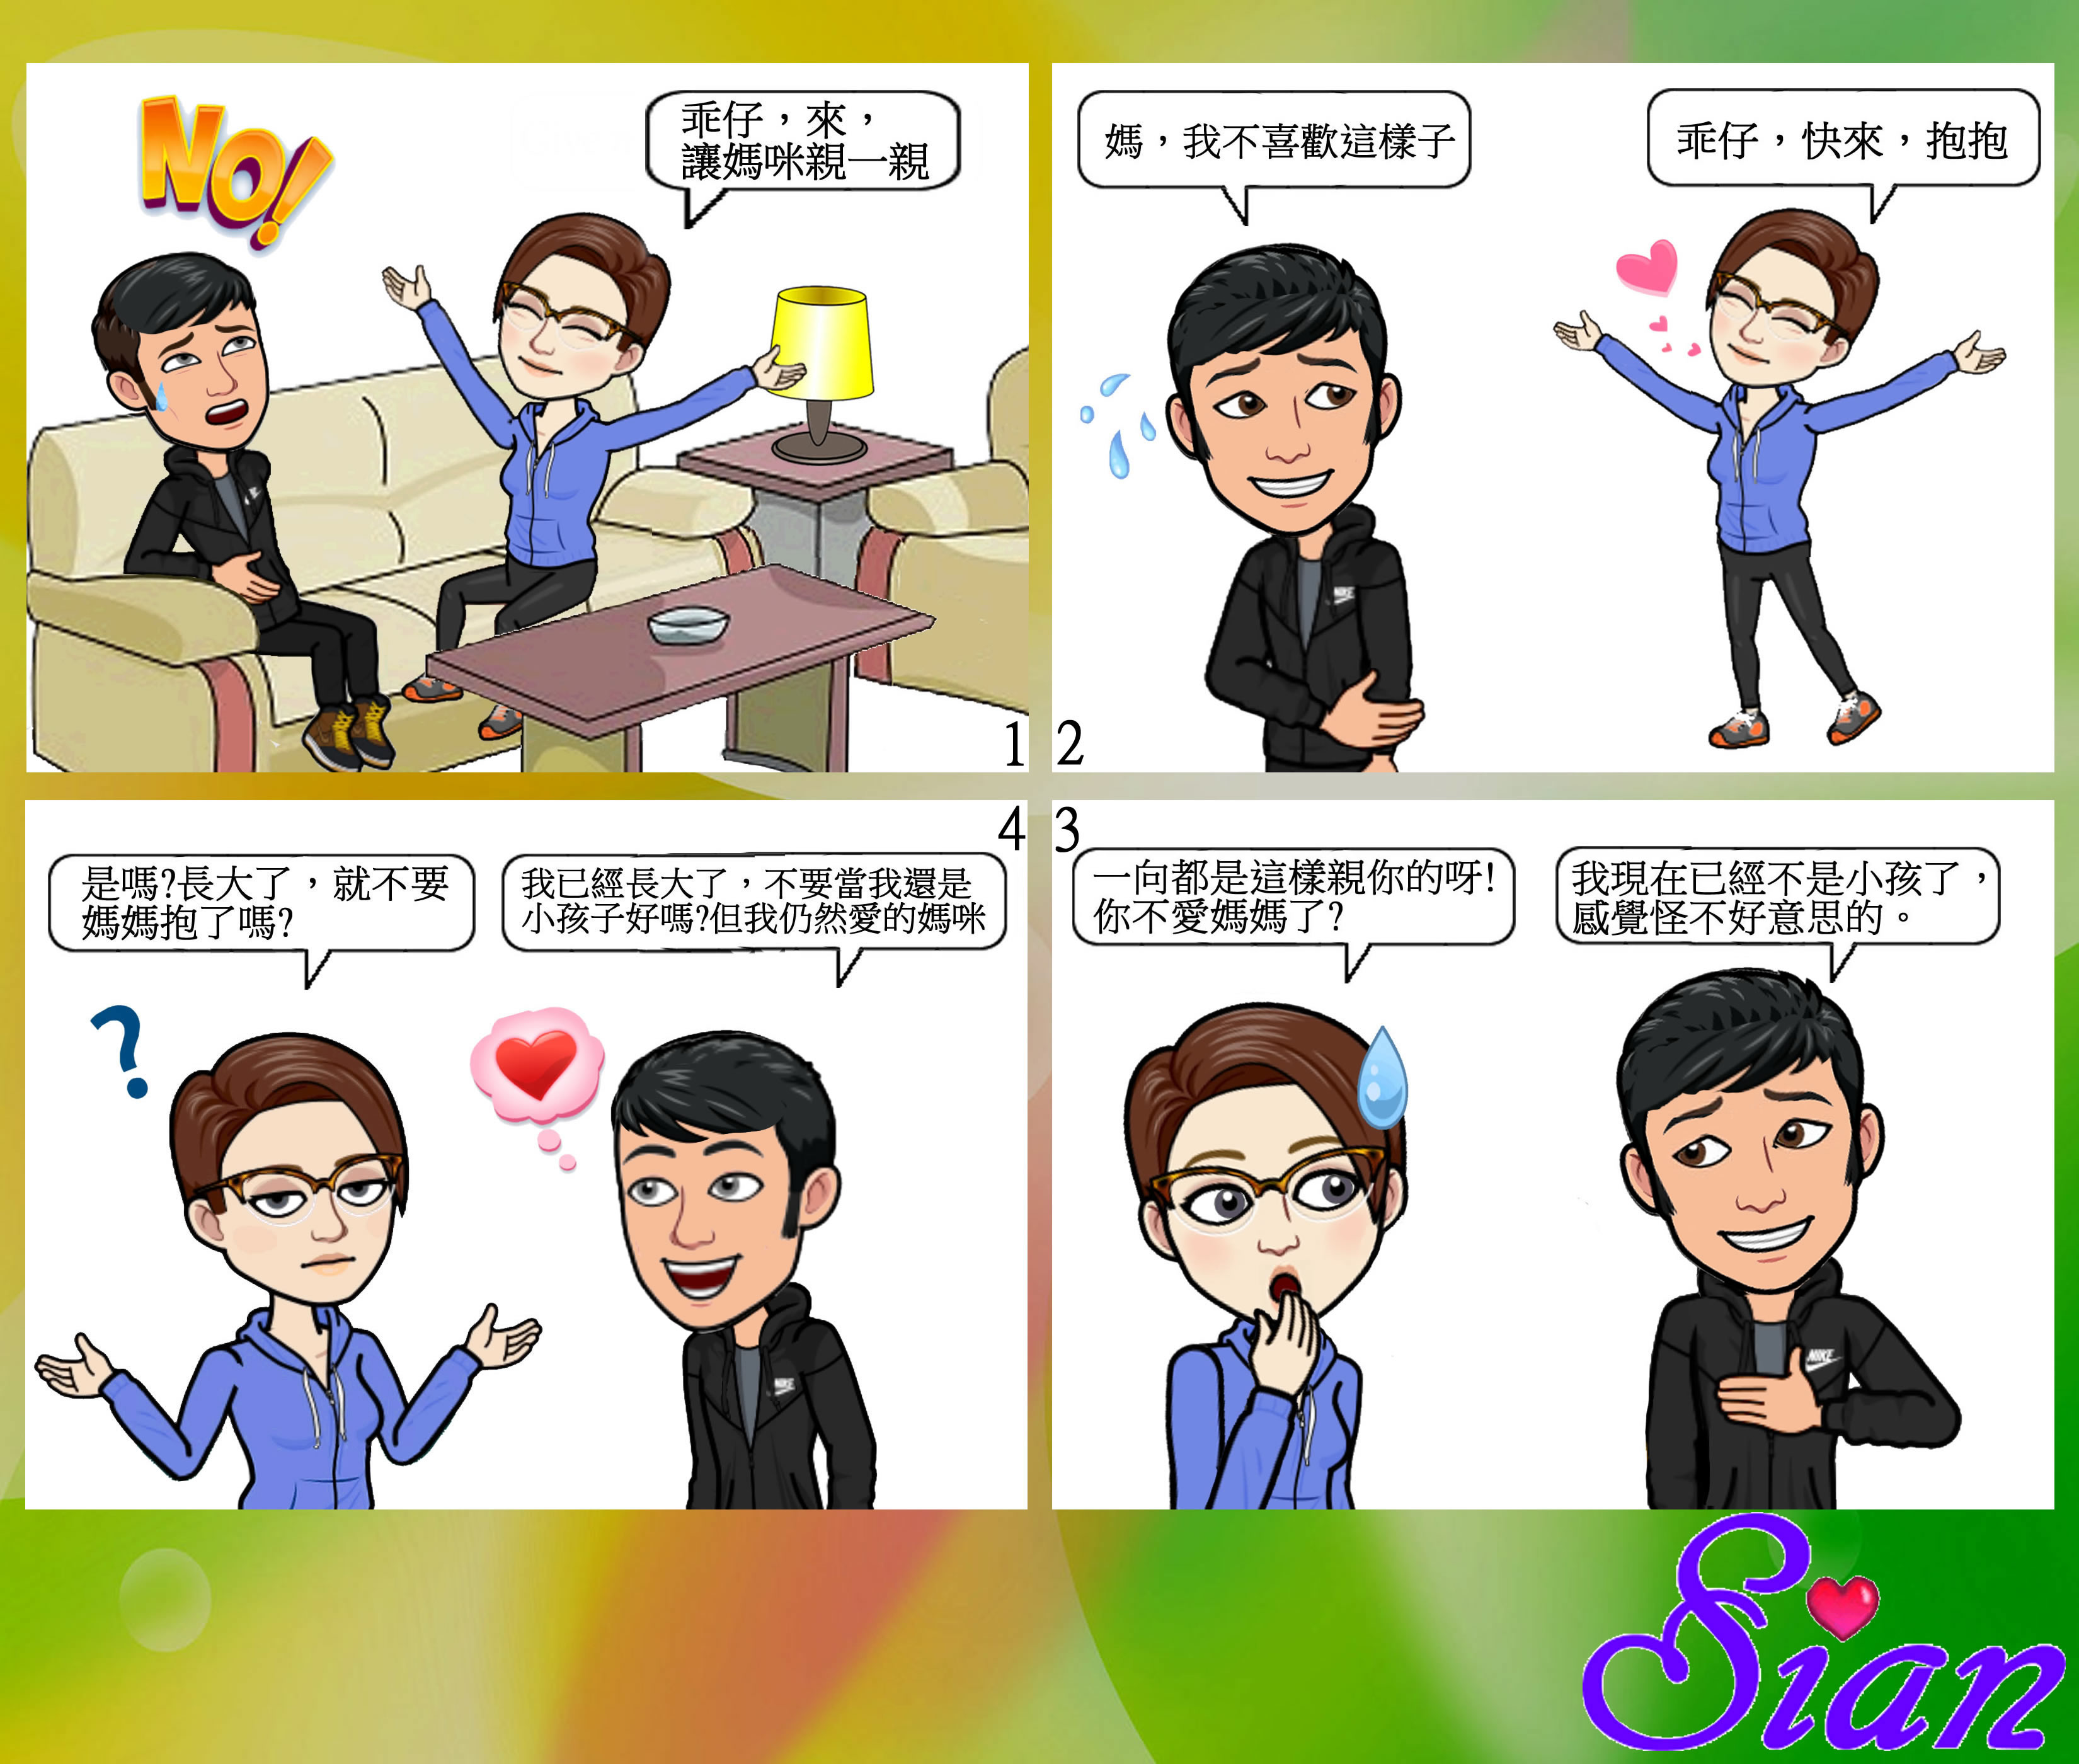 NO!
乖仔，來，
讓媽咪親一親
1
媽，我不喜歡這樣子
乖仔，快來，抱抱
NIKE
2
3
一向都是這樣親你的呀!
你不愛媽媽了?
我現在已經不是小孩了，
感覺怪不好意思的。
NIKE
4
是嗎?長大了，就不要
媽媽抱了嗎?
?
我已經長大了，不要當我還是
小孩子好嗎?但我仍然愛的媽咪
NIKE
Sian